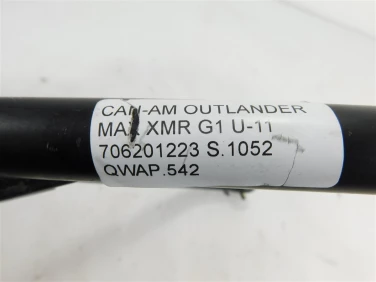 CAN-AM OUTLANDER
MAX XMR G1 U-11
706201223 S.1052
QWAP.542